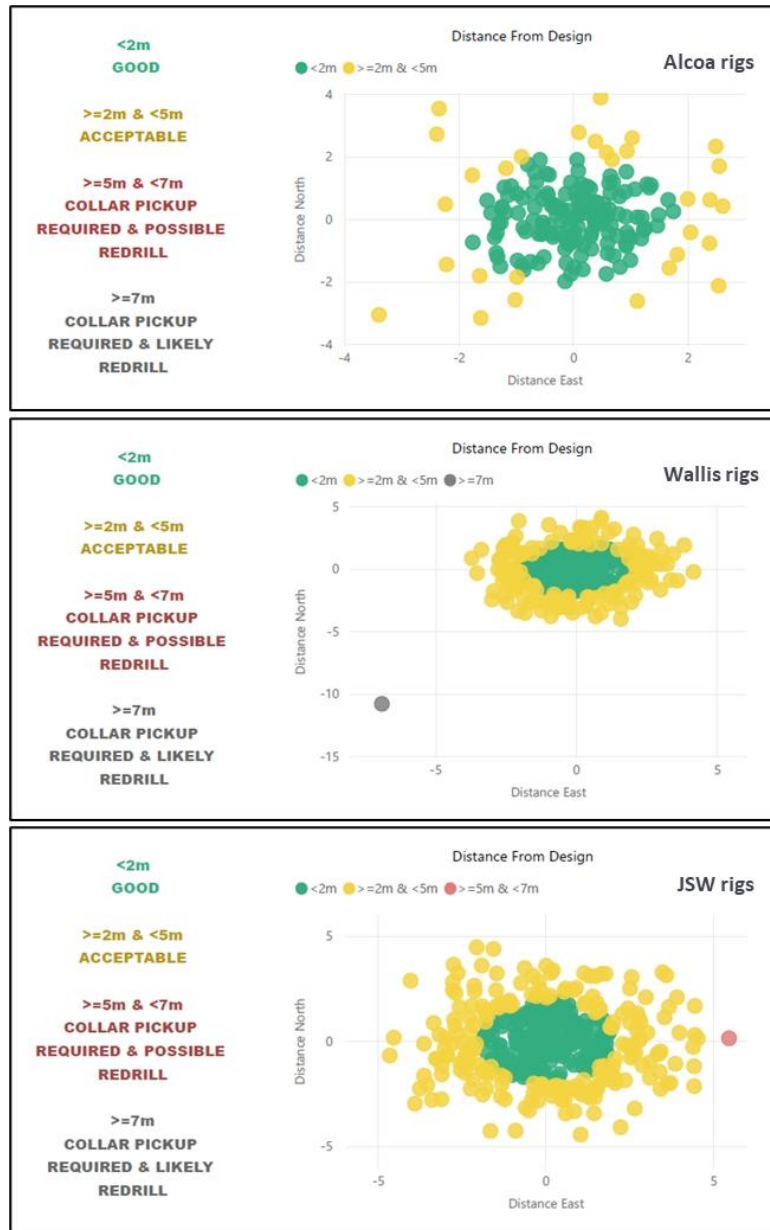 <2m
GOOD
>=2m & <5m
ACCEPTABLE
>=5m & <7m
COLLAR PICKUP
REQUIRED & POSSIBLE
REDRILL
>=7m
COLLAR PICKUP
REQUIRED & LIKELY
REDRILL
Distance From Design
Alcoa rigs
<2m >=2m & <5m
Distance North
4
2
0
-2
-4
-4 -2 0 2
Distance East
<2m
GOOD
>=2m & <5m
ACCEPTABLE
>=5m & <7m
COLLAR PICKUP
REQUIRED & POSSIBLE
REDRILL
>=7m
COLLAR PICKUP
REQUIRED & LIKELY
REDRILL
Distance From Design
Wallis rigs
<2m >=2m & <5m >=7m
Distance North
5
0
-5
-10
-15
-5 0 5
Distance East
<2m
GOOD
>=2m & <5m
ACCEPTABLE
>=5m & <7m
COLLAR PICKUP
REQUIRED & POSSIBLE
REDRILL
>=7m
COLLAR PICKUP
REQUIRED & LIKELY
REDRILL
Distance From Design
JSW rigs
<2m >=2m & <5m >=5m & <7m
Distance North
5
0
-5
-5 0 5
Distance East